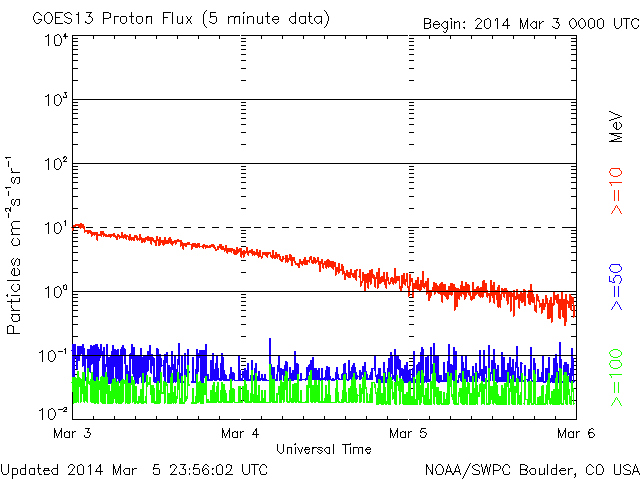 GOES13 Proton Flux (5 minute data)
Begin: 2014 Mar 3 0000 UTC
Particles cm⁻²s⁻¹sr⁻¹
10⁴
10³
10²
10¹
10⁰
10⁻¹
10⁻²
MeV
>=10
>=50
>=100
Mar 3
Mar 4
Mar 5
Mar 6
Universal Time
Updated 2014 Mar 5 23:56:02 UTC
NOAA/SWPC Boulder, CO USA